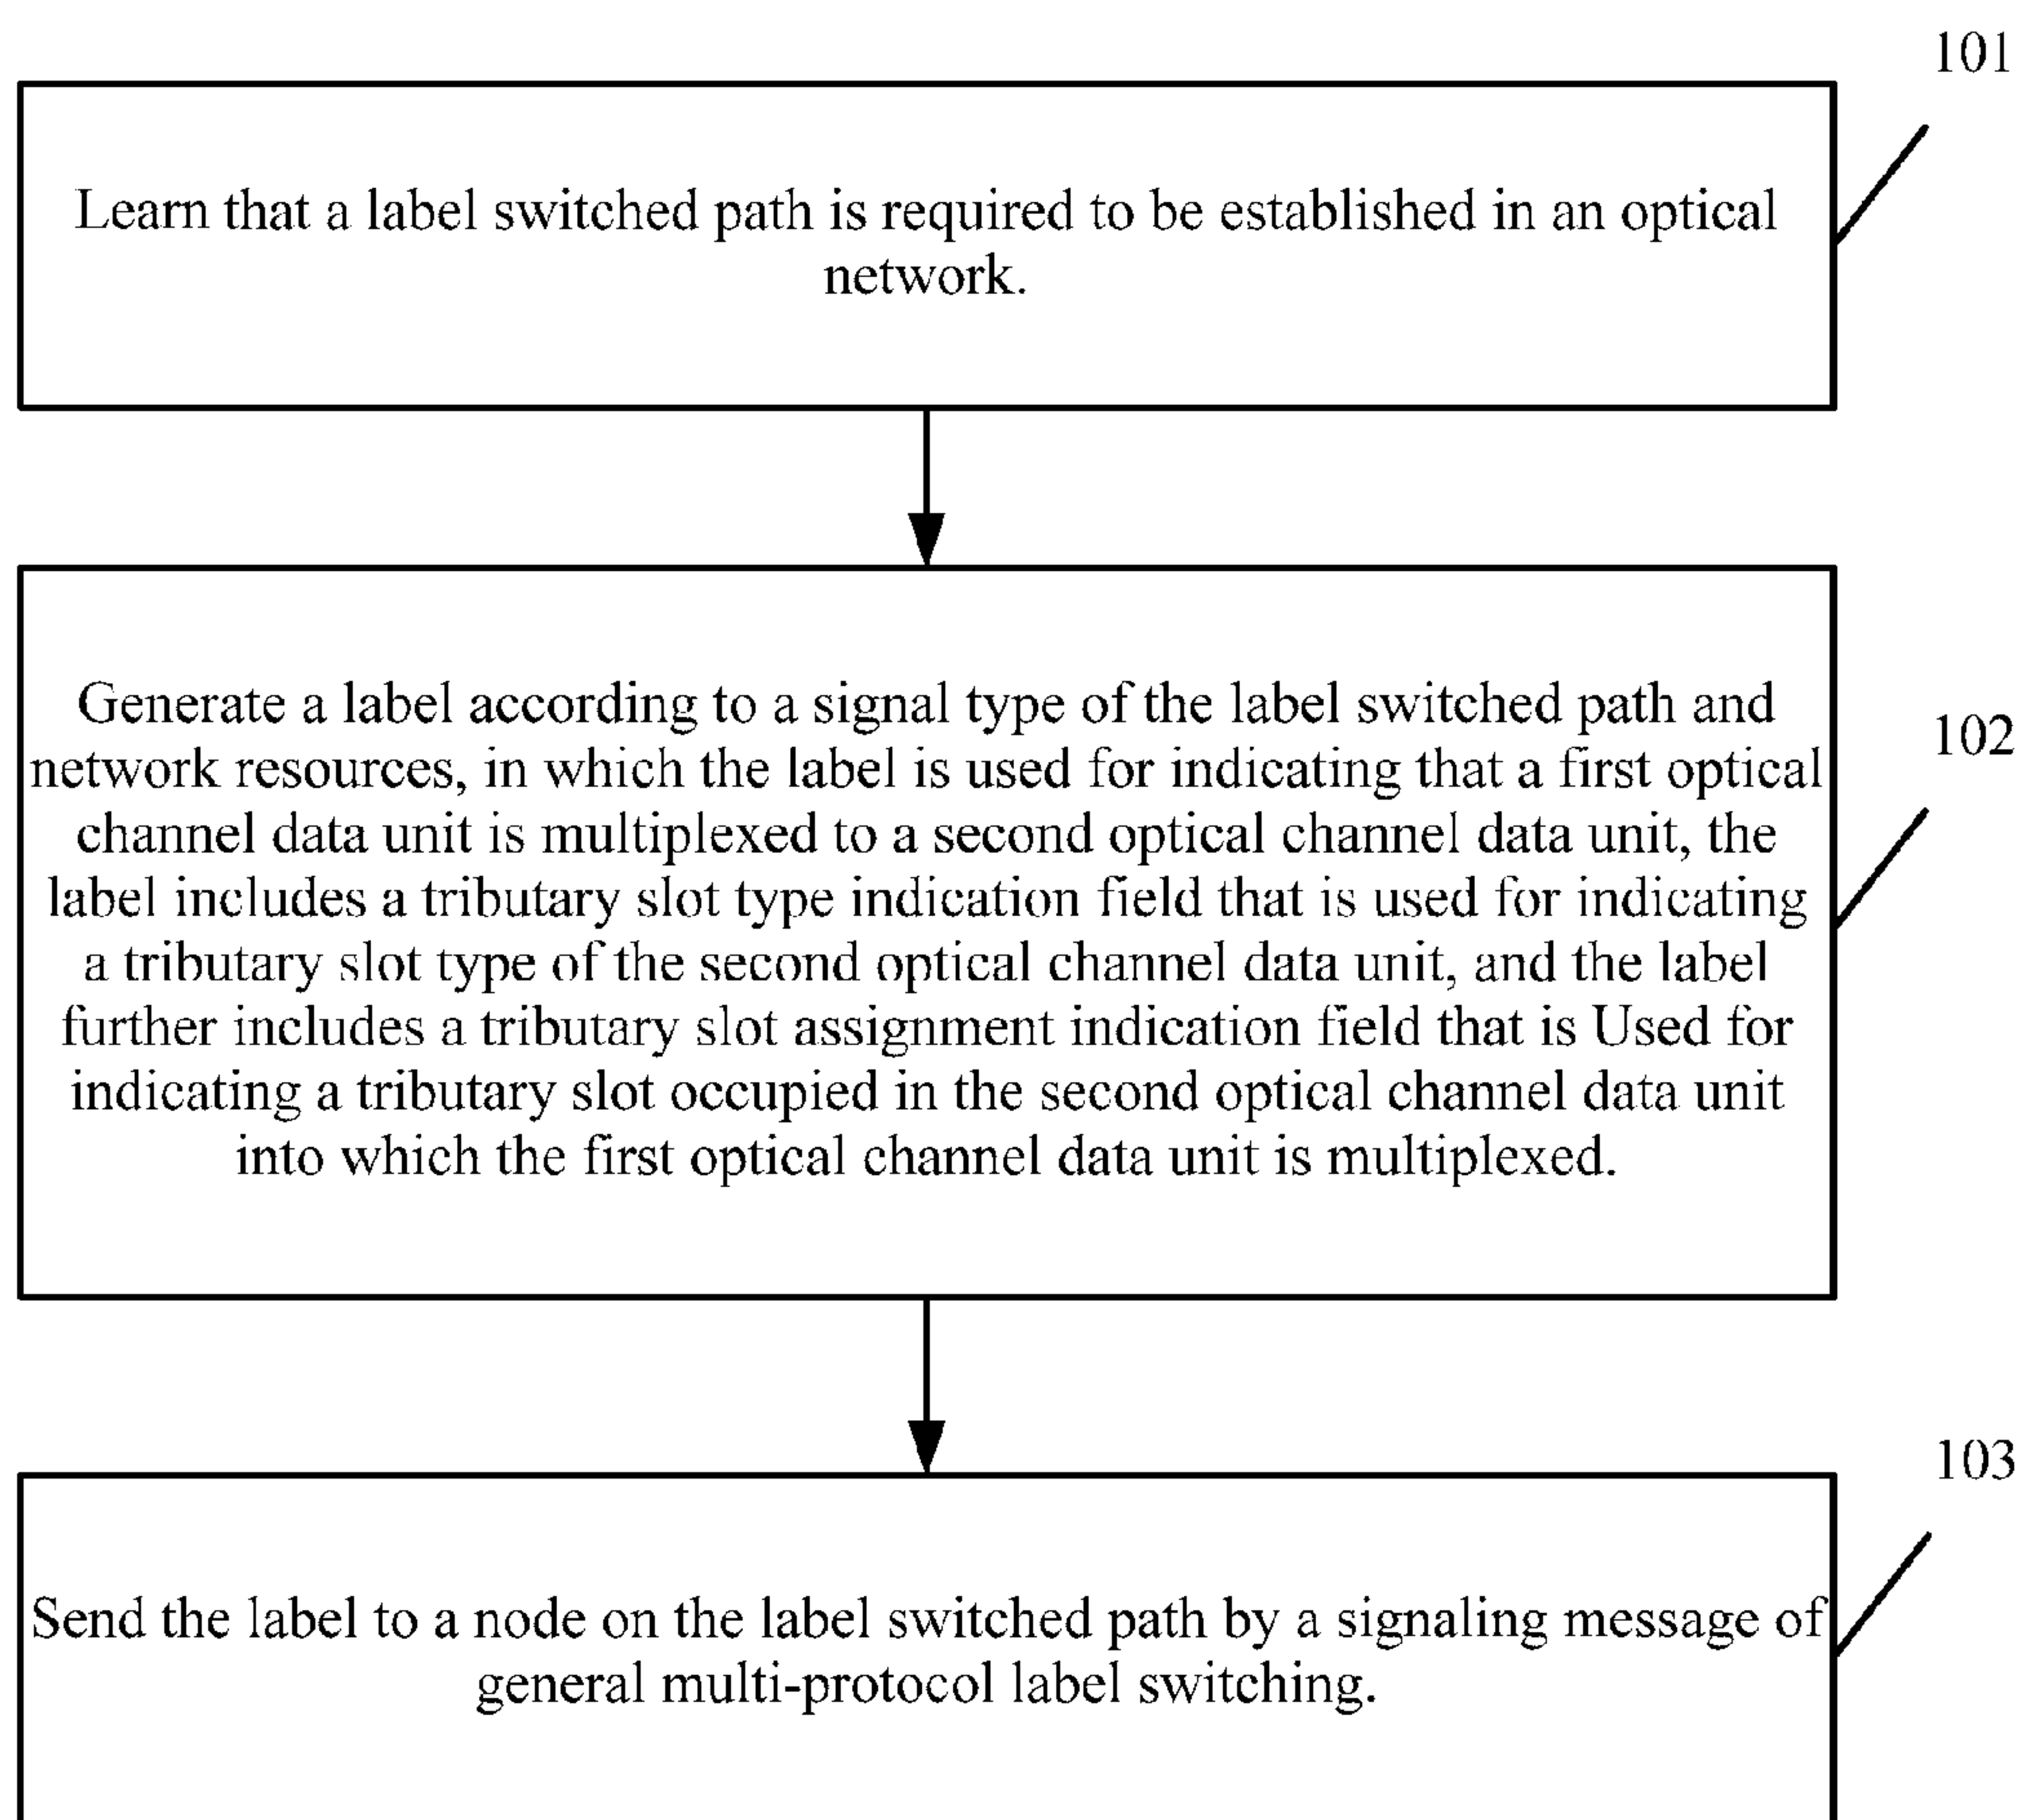 101
Learn that a label switched path is required to be established in an optical
network.
Generate a label according to a signal type of the label switched path and
network resources, in which the label is used for indicating that a first optical
channel data unit is multiplexed to a second optical channel data unit, the
label includes a tributary slot type indication field that is used for indicating
a tributary slot type of the second optical channel data unit, and the label
further includes a tributary slot assignment indication field that is Used for
indicating a tributary slot occupied in the second optical channel data unit
into which the first optical channel data unit is multiplexed.
102
103
Send the label to a node on the label switched path by a signaling message of
general multi-protocol label switching.